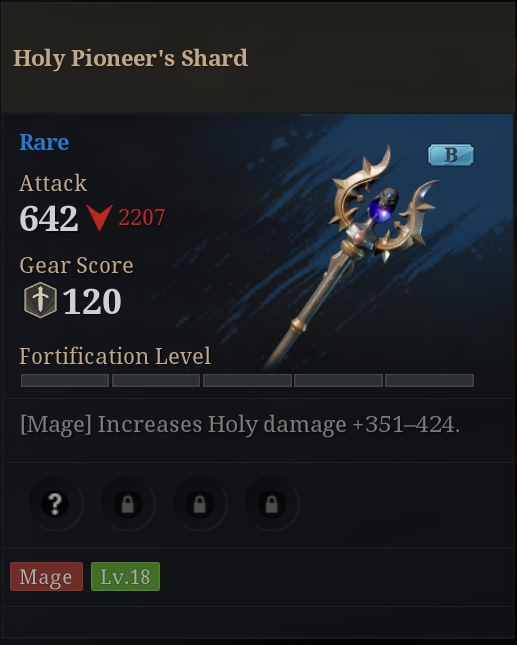 Holy Pioneer's Shard
Rare
B
Attack
642 2207
Gear Score
120
Fortification Level
[Mage] Increases Holy damage +351–424.
?
Mage Lv.18